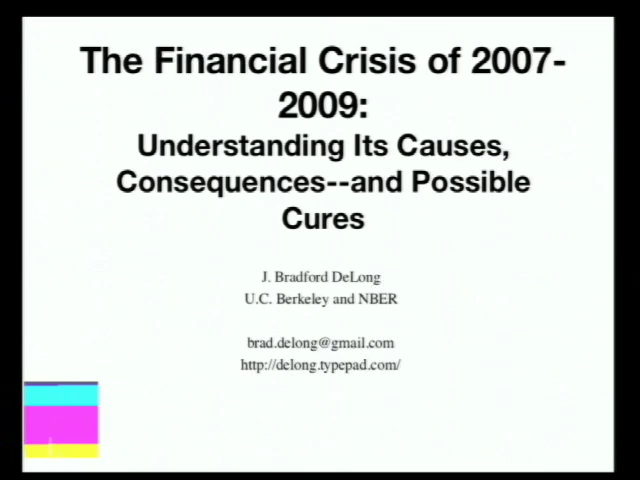 The Financial Crisis of 2007-
2009:
Understanding Its Causes,
Consequences--and Possible
Cures
J. Bradford DeLong
U.C. Berkeley and NBER
brad.delong@gmail.com
http://delong.typepad.com/